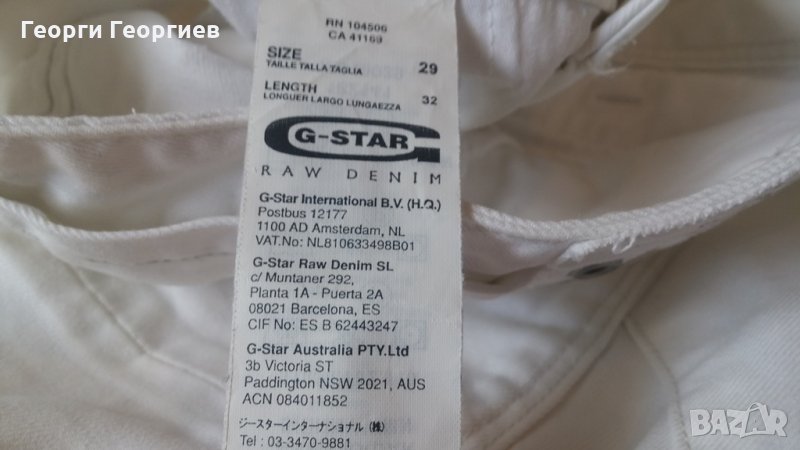 Георги Георгиев
RN 104506
CA 41169
SIZE 29
TAILLE TALLA TAGLIA
LENGTH 32
LONGUER LARGO LUNGAEZZA
G-STAR
RAW DENIM
G-Star International B.V. (H.Q.)
Postbus 12177
1100 AD Amsterdam, NL
VAT.No: NL810633498B01
G-Star Raw Denim SL
c/ Muntaner 292,
Planta 1A - Puerta 2A
08021 Barcelona, ES
CIF No: ES B 62443247
G-Star Australia PTY.Ltd
3b Victoria ST
Paddington NSW 2021, AUS
ACN 084011852
ジースターインターナショナル (株)
Tel : 03-3470-9881
BAZAR